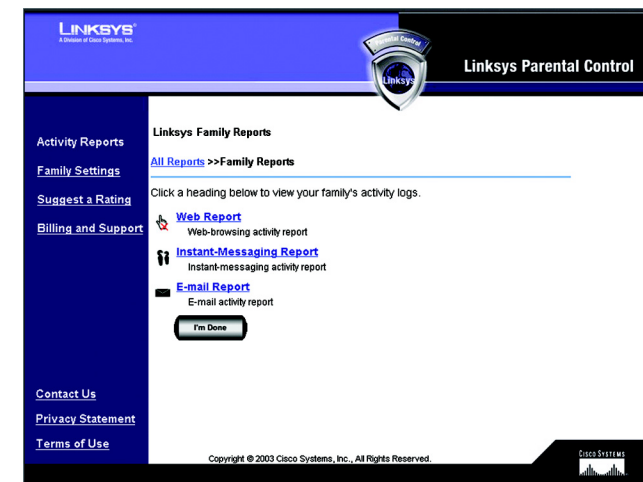 LINKSYS®
A Division of Cisco Systems, Inc.
Parental Control
Linksys
Linksys Parental Control
Activity Reports
Family Settings
Suggest a Rating
Billing and Support
Contact Us
Privacy Statement
Terms of Use
Linksys Family Reports
All Reports >>Family Reports
Click a heading below to view your family's activity logs.
Web Report
Web-browsing activity report
Instant-Messaging Report
Instant-messaging activity report
E-mail Report
E-mail activity report
I'm Done
Copyright © 2003 Cisco Systems, Inc., All Rights Reserved.
CISCO SYSTEMS